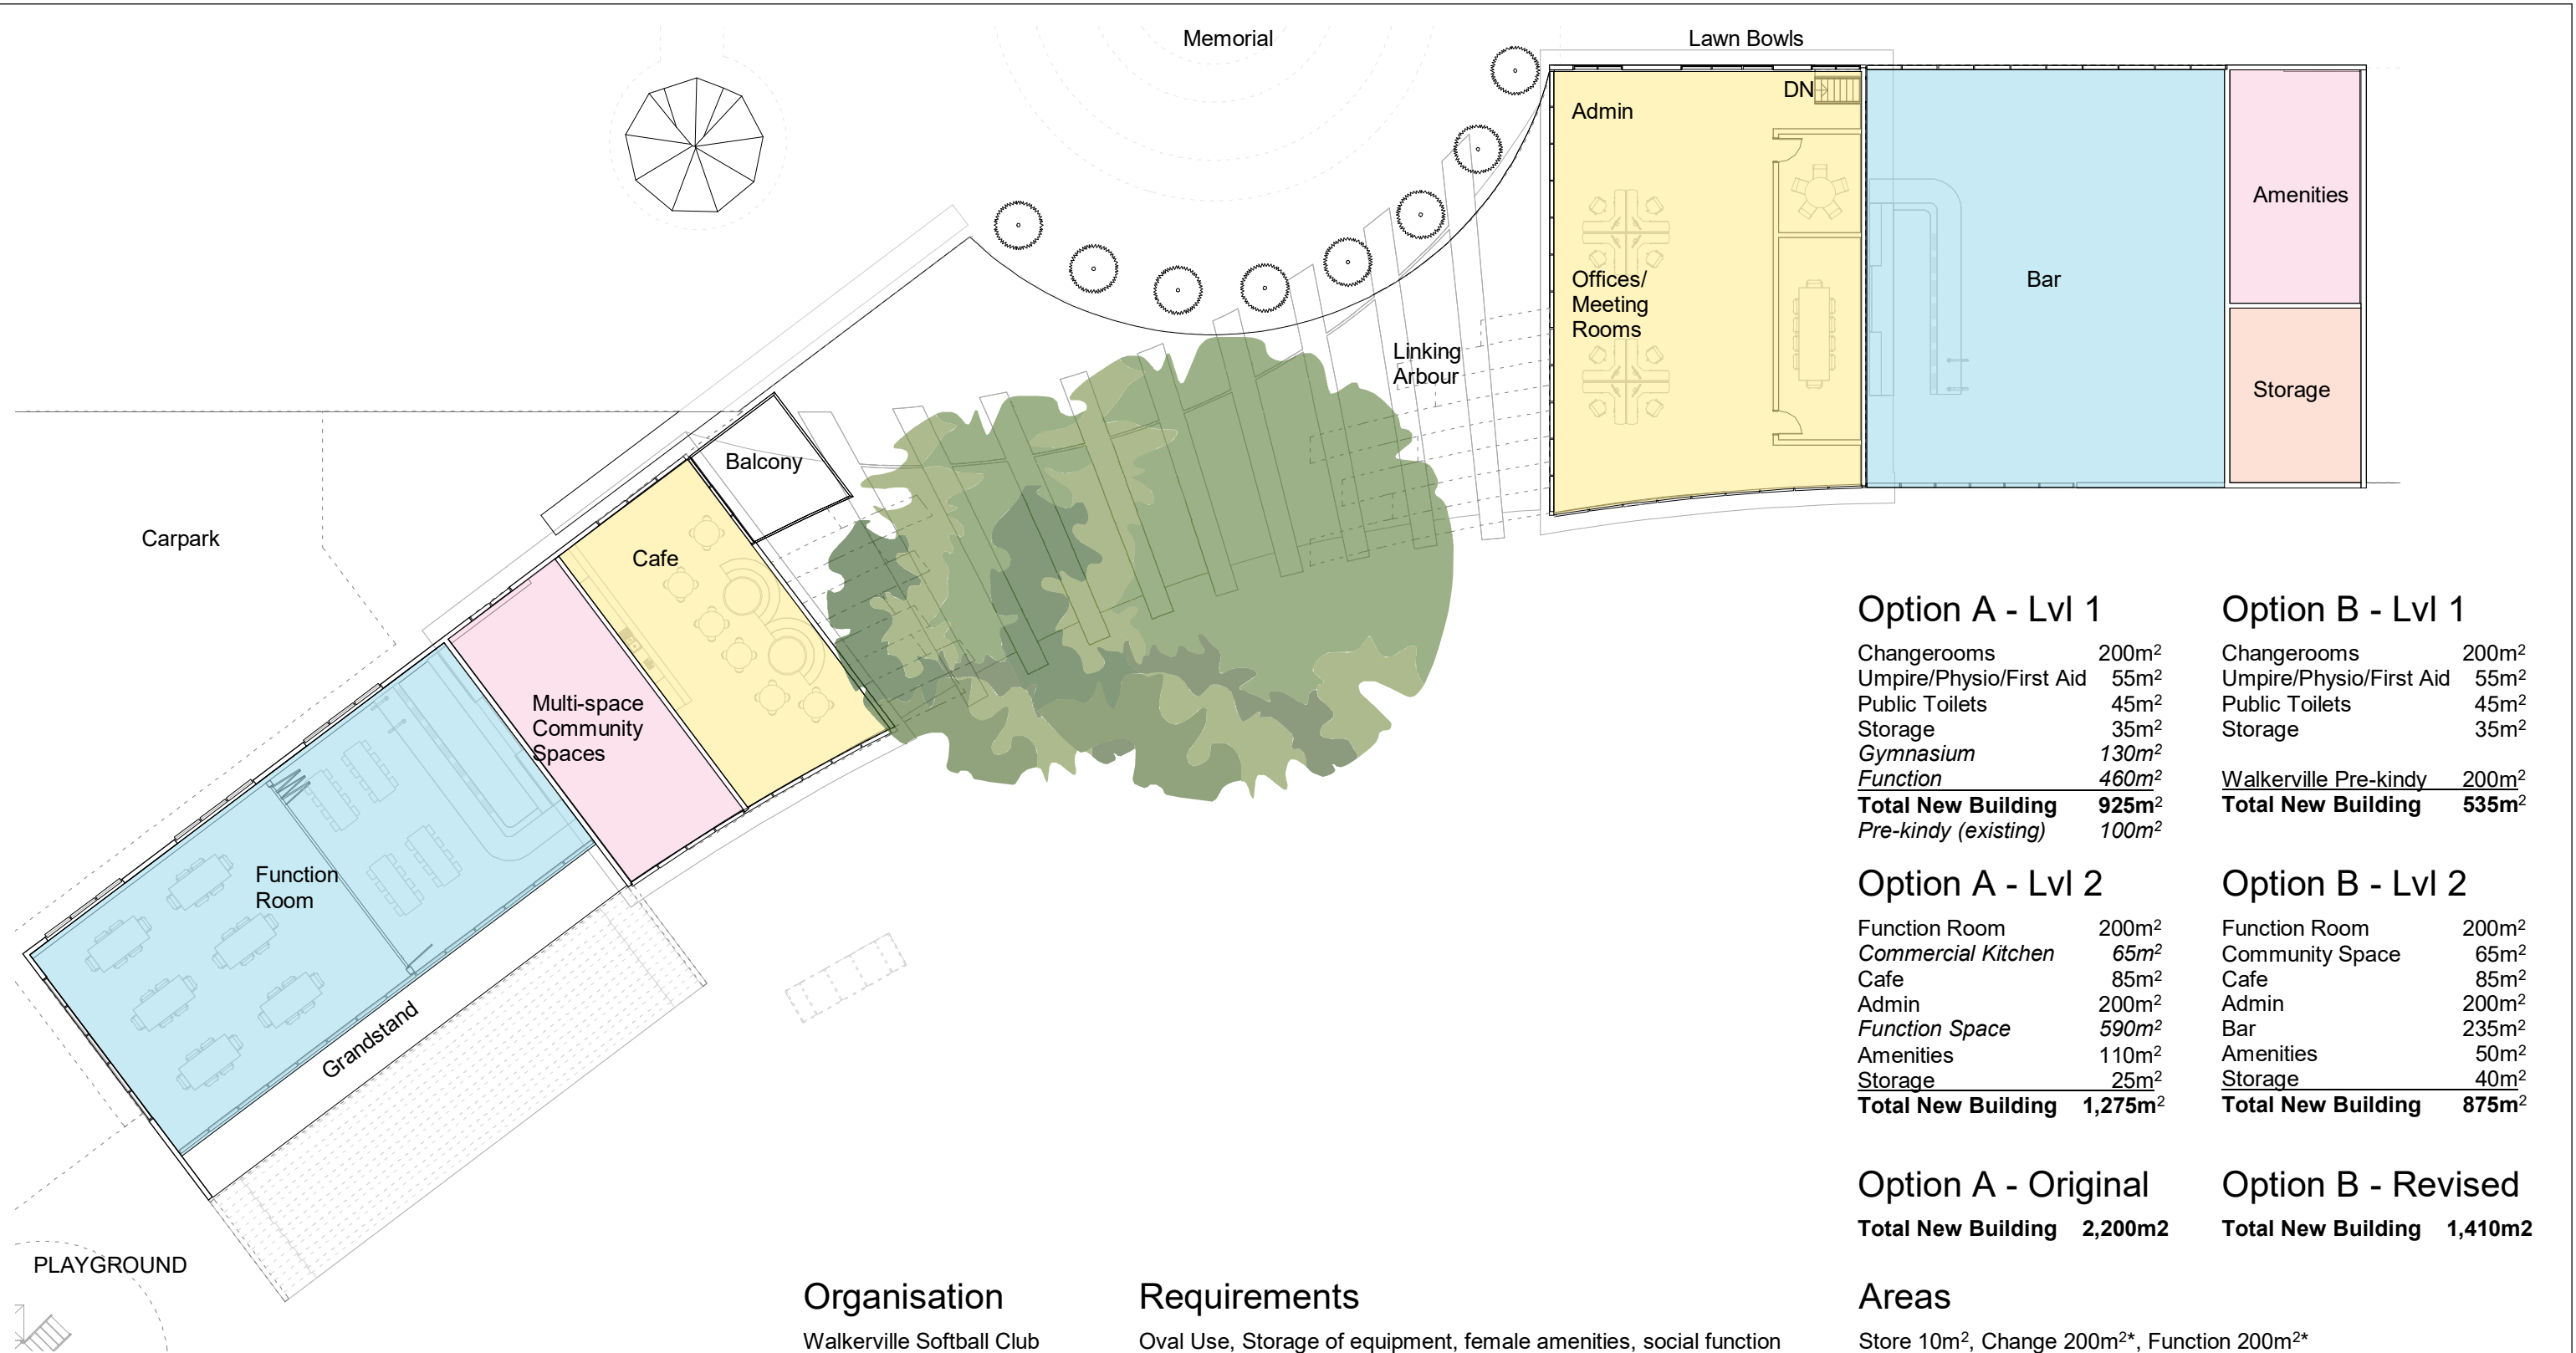 Memorial
Lawn Bowls
DN
Admin
Amenities
Offices/
Meeting
Rooms
Bar
Linking
Arbour
Storage
Balcony
Carpark
Cafe
Multi-space
Community
Spaces
Function
Room
Grandstand
PLAYGROUND
Option A - Lvl 1
Changerooms 200m²
Umpire/Physio/First Aid 55m²
Public Toilets 45m²
Storage 35m²
Gymnasium 130m²
Function 460m²
Total New Building 925m²
Pre-kindy (existing) 100m²
Option B - Lvl 1
Changerooms 200m²
Umpire/Physio/First Aid 55m²
Public Toilets 45m²
Storage 35m²
Walkerville Pre-kindy 200m²
Total New Building 535m²
Option A - Lvl 2
Function Room 200m²
Commercial Kitchen 65m²
Cafe 85m²
Admin 200m²
Function Space 590m²
Amenities 110m²
Storage 25m²
Total New Building 1,275m²
Option B - Lvl 2
Function Room 200m²
Community Space 65m²
Cafe 85m²
Admin 200m²
Bar 235m²
Amenities 50m²
Storage 40m²
Total New Building 875m²
Option A - Original
Total New Building 2,200m2
Option B - Revised
Total New Building 1,410m2
Organisation
Walkerville Softball Club
Requirements
Oval Use, Storage of equipment, female amenities, social function
Areas
Store 10m², Change 200m²*, Function 200m²*